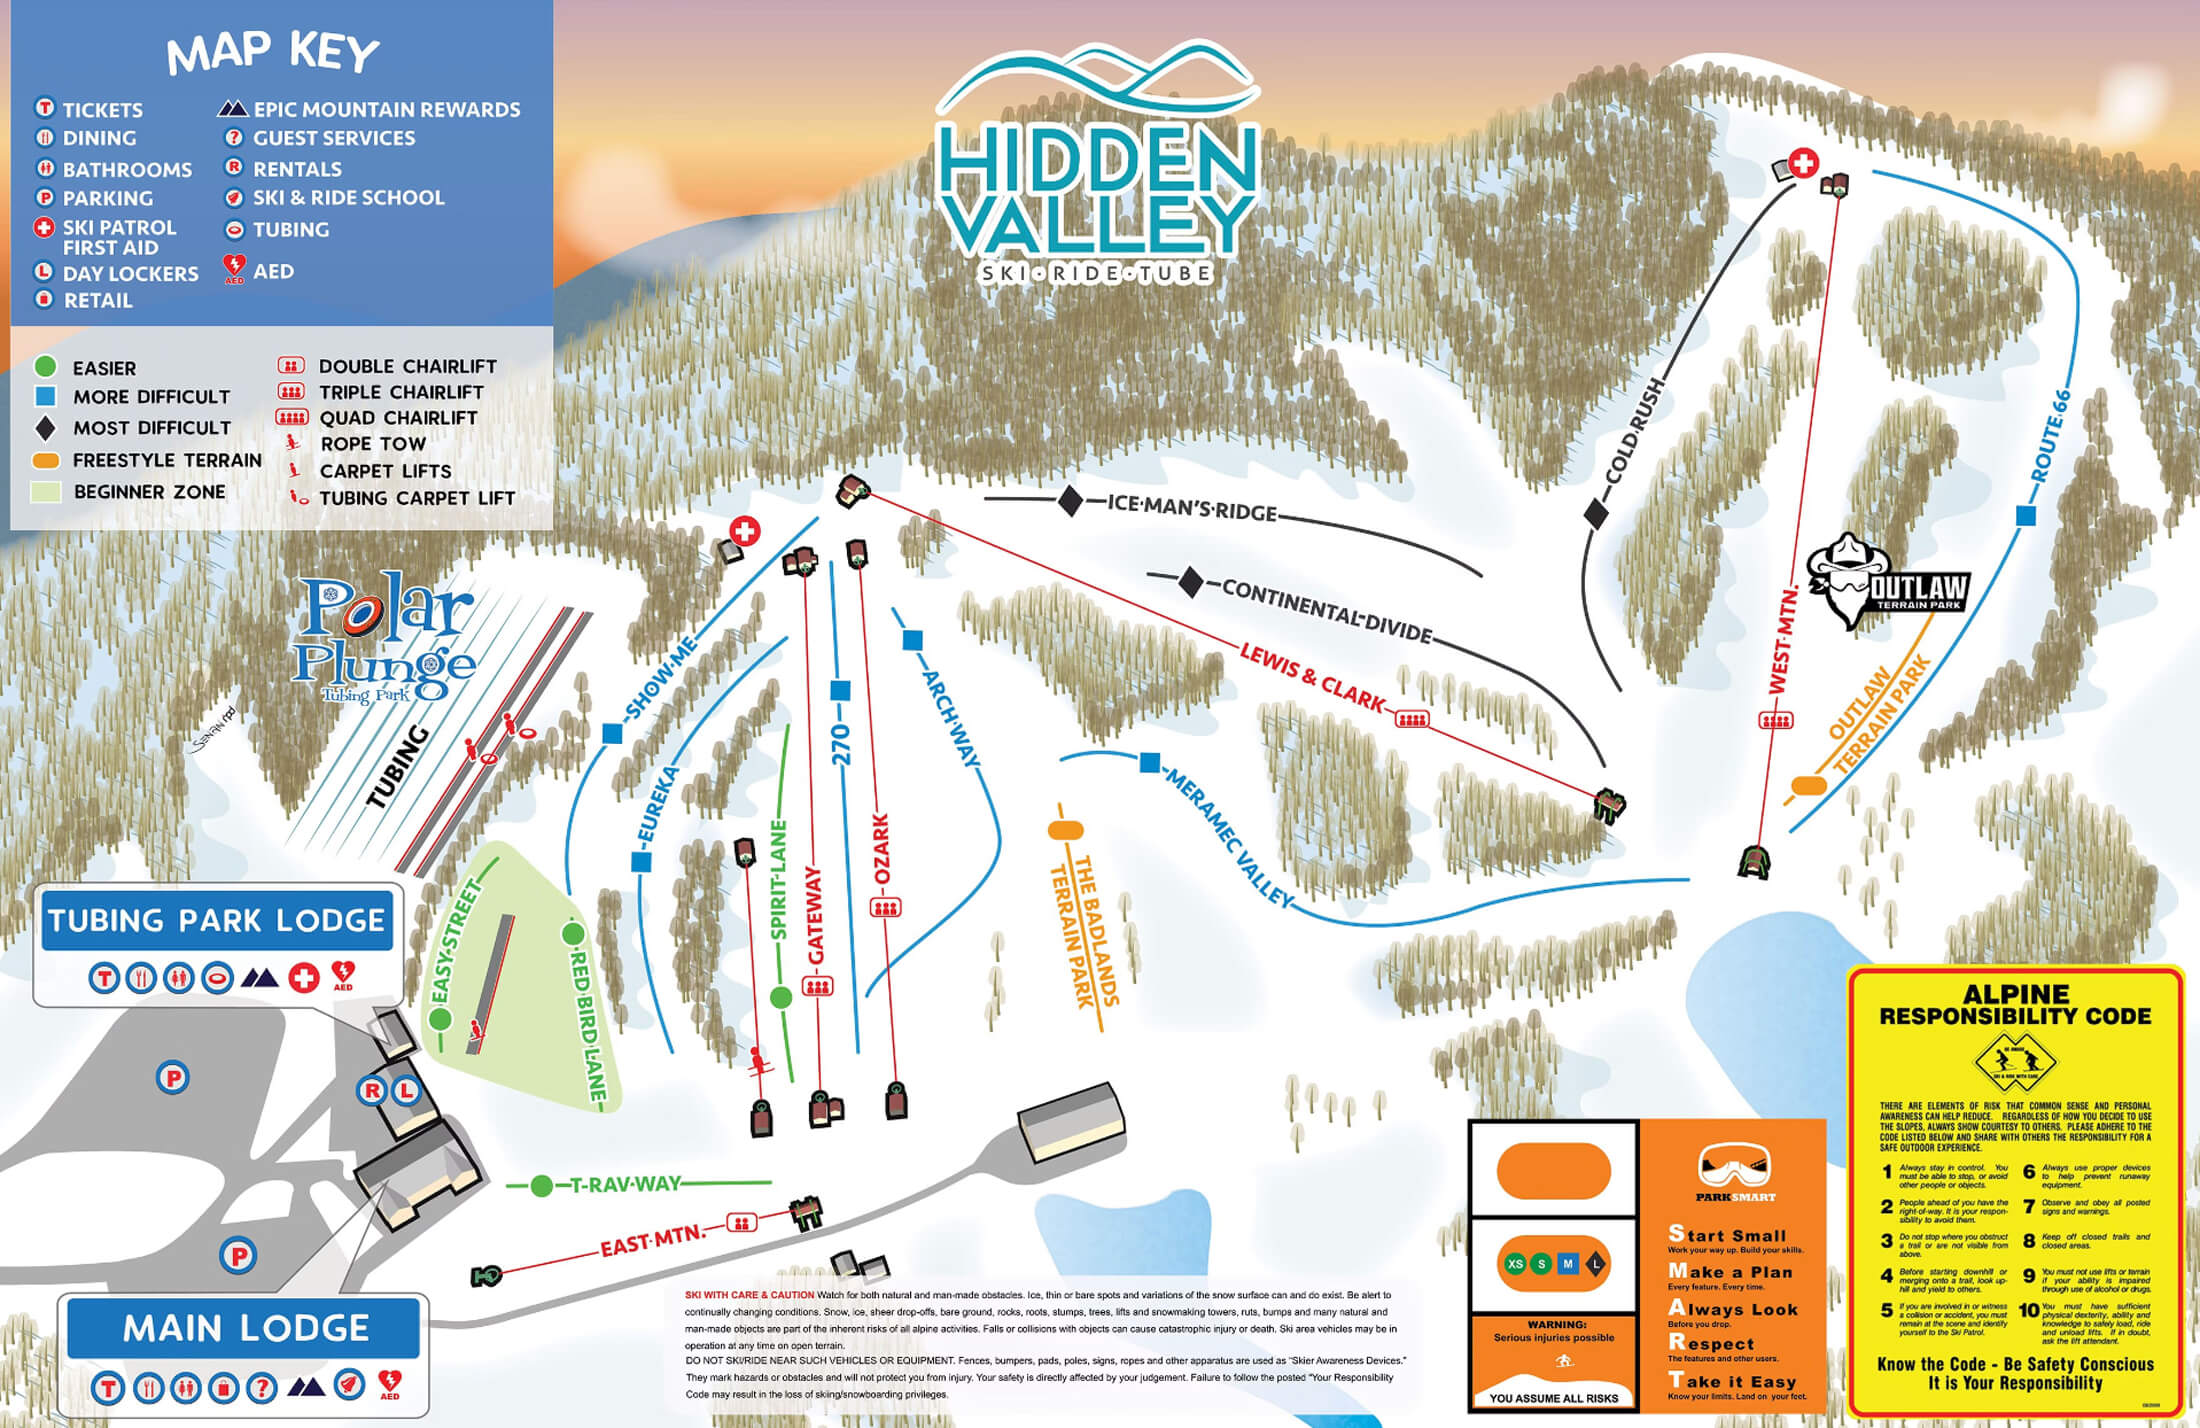 MAP KEY
TICKETS
DINING
BATHROOMS
PARKING
SKI PATROL
FIRST AID
DAY LOCKERS
RETAIL
EPIC MOUNTAIN REWARDS
GUEST SERVICES
RENTALS
SKI & RIDE SCHOOL
TUBING
AED
EASIER
MORE DIFFICULT
MOST DIFFICULT
FREESTYLE TERRAIN
BEGINNER ZONE
DOUBLE CHAIRLIFT
TRIPLE CHAIRLIFT
QUAD CHAIRLIFT
ROPE TOW
CARPET LIFTS
TUBING CARPET LIFT
HIDDEN
VALLEY
SKI•RIDE•TUBE
Polar
Plunge
Tubing Park
TUBING
SHOW-ME
EUREKA
270
ARCHWAY
SPIRIT LANE
GATEWAY
OZARK
EASY STREET
RED BIRD LANE
ICE MAN'S RIDGE
CONTINENTAL DIVIDE
LEWIS & CLARK
COLD RUSH
WEST MTN.
ROUTE 66
OUTLAW
TERRAIN PARK
OUTLAW
TERRAIN PARK
MERAMEC VALLEY
THE BADLANDS
TERRAIN PARK
T-RAV-WAY
EAST MTN.
TUBING PARK LODGE
T
AED
P
R L
P
MAIN LODGE
T
?
AED
SKI WITH CARE & CAUTION Watch for both natural and man-made obstacles. Ice, thin or bare spots and variations of the snow surface can and do exist. Be alert to
continually changing conditions. Snow, ice, sheer drop-offs, bare ground, rocks, roots, stumps, trees, lifts and snowmaking towers, ruts, bumps and many natural and
man-made objects are part of the inherent risks of all alpine activities. Falls or collisions with objects can cause catastrophic injury or death. Ski area vehicles may be in
operation at any time on open terrain.
DO NOT SKI/RIDE NEAR SUCH VEHICLES OR EQUIPMENT. Fences, bumpers, pads, poles, signs, ropes and other apparatus are used as "Skier Awareness Devices."
They mark hazards or obstacles and will not protect you from injury. Your safety is directly affected by your judgement. Failure to follow the posted "Your Responsibility
Code may result in the loss of skiing/snowboarding privileges.
XS S M L
WARNING:
Serious injuries possible
YOU ASSUME ALL RISKS
PARKSMART
Start Small
Work your way up. Build your skills.
Make a Plan
Every feature. Every time.
Always Look
Before you drop.
Respect
The features and other users.
Take it Easy
Know your limits. Land on your feet.
ALPINE
RESPONSIBILITY CODE
BE AWARE
SKI & RIDE WITH CARE
THERE ARE ELEMENTS OF RISK THAT COMMON SENSE AND PERSONAL
AWARENESS CAN HELP REDUCE. REGARDLESS OF HOW YOU DECIDE TO USE
THE SLOPES, ALWAYS SHOW COURTESY TO OTHERS. PLEASE ADHERE TO THE
CODE LISTED BELOW AND SHARE WITH OTHERS THE RESPONSIBILITY FOR A
SAFE OUTDOOR EXPERIENCE.
1 Always stay in control. You
must be able to stop, or avoid
other people or objects.
2 People ahead of you have the
right-of-way. It is your respon-
sibility to avoid them.
3 Do not stop where you obstruct
a trail or are not visible from
above.
4 Before starting downhill or
merging onto a trail, look up-
hill and yield to others.
5 If you are involved in or witness
a collision or accident, you must
remain at the scene and identify
yourself to the Ski Patrol.
6 Always use proper devices
to help prevent runaway
equipment.
7 Observe and obey all posted
signs and warnings.
8 Keep off closed trails and
closed areas.
9 You must not use lifts or terrain
if your ability is impaired
through use of alcohol or drugs.
10 You must have sufficient
physical dexterity, ability and
knowledge to safely load, ride
and unload lifts. If in doubt,
ask the lift attendant.
Know the Code - Be Safety Conscious
It is Your Responsibility